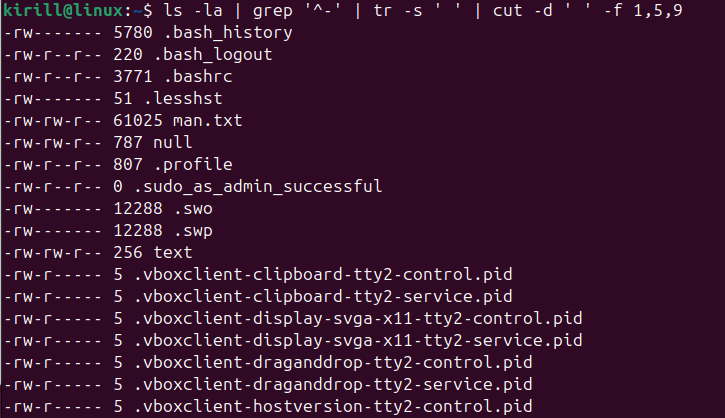 kirill@linux:~$ ls -la | grep '^-' | tr -s ' ' | cut -d ' ' -f 1,5,9
-rw------- 5780 .bash_history
-rw-r--r-- 220 .bash_logout
-rw-r--r-- 3771 .bashrc
-rw------- 51 .lesshst
-rw-rw-r-- 61025 man.txt
-rw-rw-r-- 787 null
-rw-r--r-- 807 .profile
-rw-r--r-- 0 .sudo_as_admin_successful
-rw------- 12288 .swo
-rw------- 12288 .swp
-rw-rw-r-- 256 text
-rw-r----- 5 .vboxclient-clipboard-tty2-control.pid
-rw-r----- 5 .vboxclient-clipboard-tty2-service.pid
-rw-r----- 5 .vboxclient-display-svga-x11-tty2-control.pid
-rw-r----- 5 .vboxclient-display-svga-x11-tty2-service.pid
-rw-r----- 5 .vboxclient-draganddrop-tty2-control.pid
-rw-r----- 5 .vboxclient-draganddrop-tty2-service.pid
-rw-r----- 5 .vboxclient-hostversion-tty2-control.pid